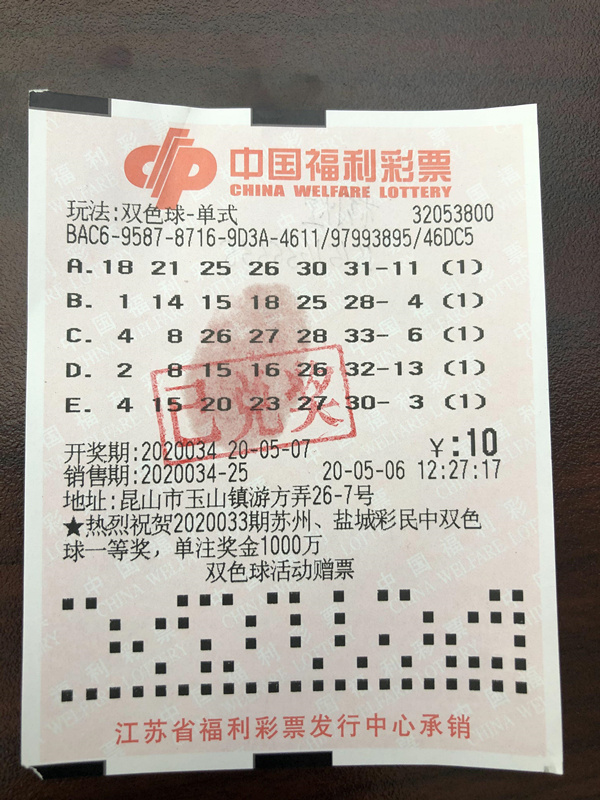 中国福利彩票
CHINA WELFARE LOTTERY
玩法:双色球-单式 32053800
BAC6-9587-8716-9D3A-4611/97993895/46DC5
A. 18 21 25 26 30 31-11 (1)
B. 1 14 15 18 25 28- 4 (1)
C. 4 8 26 27 28 33- 6 (1)
D. 2 8 15 16 26 32-13 (1)
E. 4 15 20 23 27 30- 3 (1)
已兑奖
开奖期:2020034 20-05-07 ¥:10
销售期:2020034-25 20-05-06 12:27:17
地址:昆山市玉山镇游方弄26-7号
★热烈祝贺2020033期苏州、盐城彩民中双色
球一等奖，单注奖金1000万
双色球活动赠票
江苏省福利彩票发行中心承销